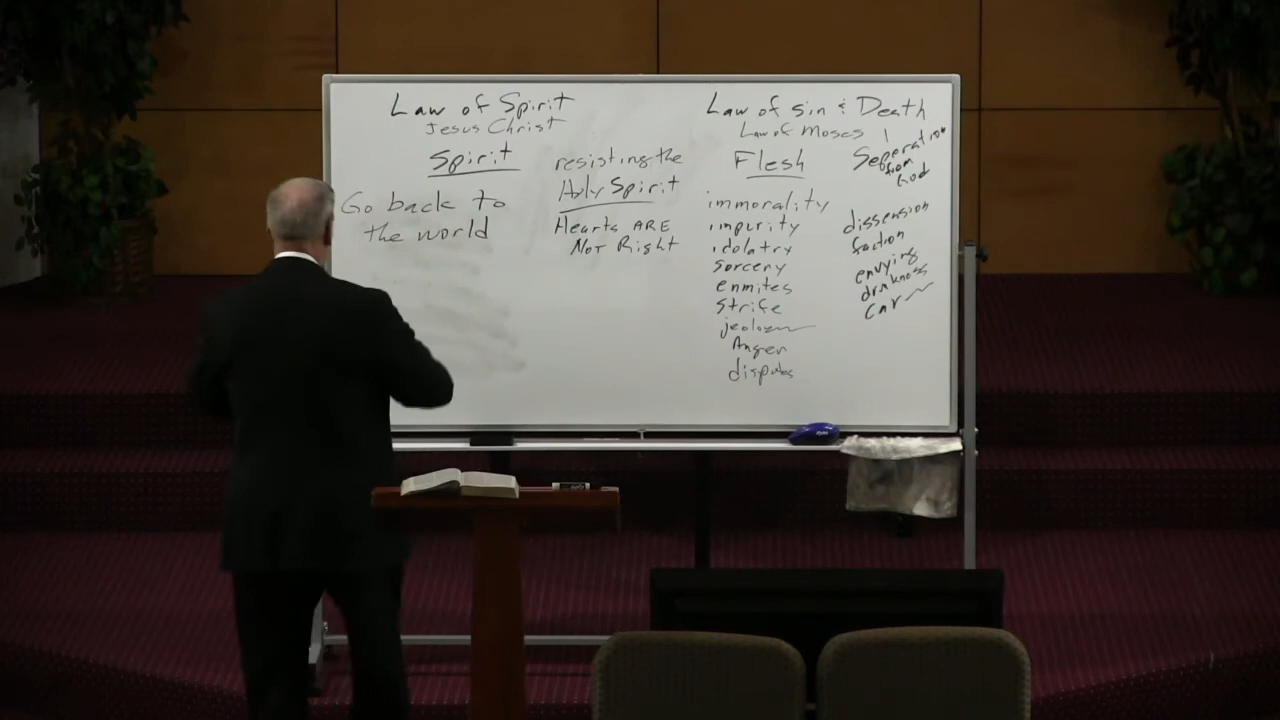 Law of Spirit
Jesus Christ
Spirit
Go back to
the world
resisting the
Holy Spirit
Hearts ARE
Not Right
Law of Sin & Death
Law of Moses
Flesh
immorality
impurity
idolatry
Sorcery
enmites
Strife
Anger
Seperation
from
God
dissension
faction
envying